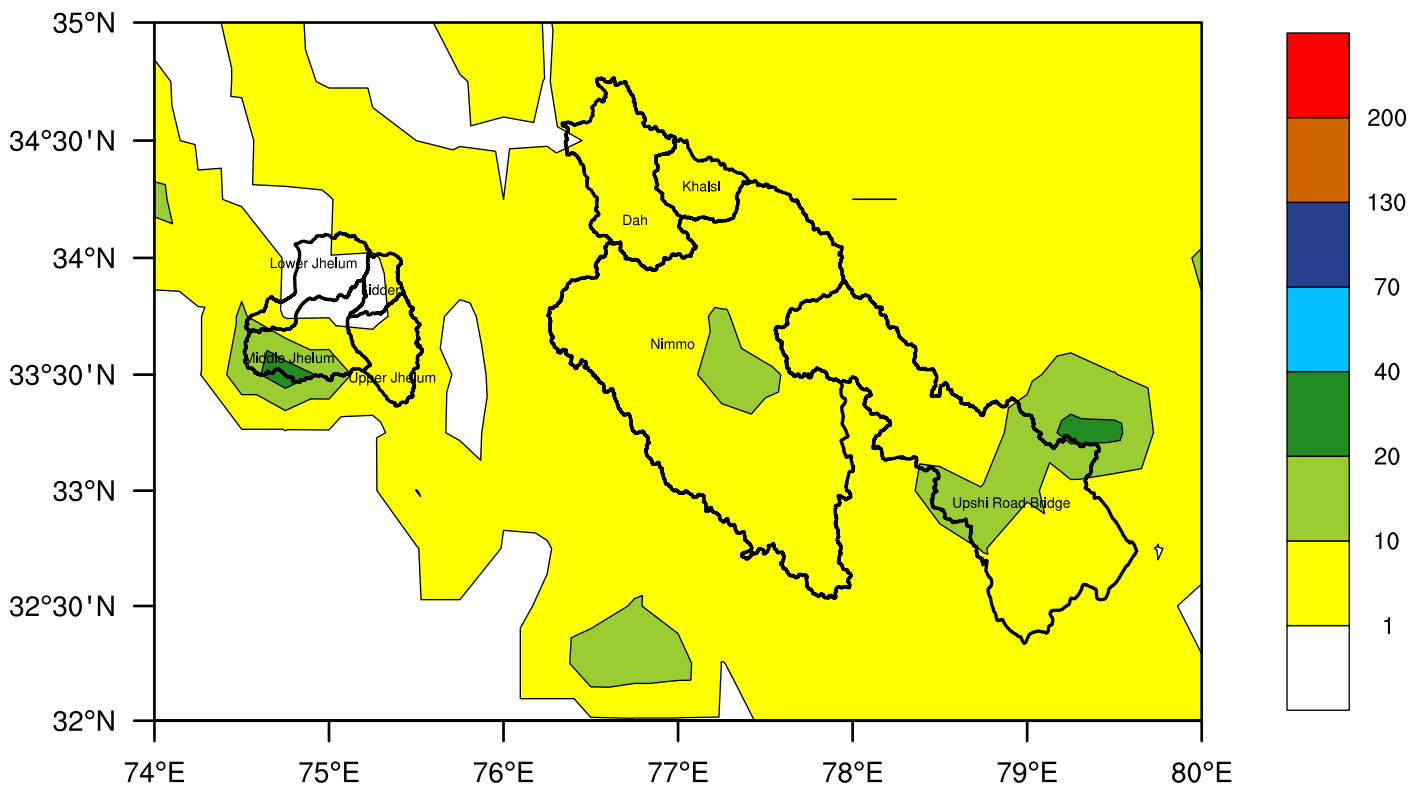 35°N
34°30'N
34°N
33°30'N
33°N
32°30'N
32°N
74°E
75°E
76°E
77°E
78°E
79°E
80°E
Khalsi
Dah
Lower Jhelum
Lidder
Nimmo
Middle Jhelum
Upper Jhelum
Upshi Road Bridge
200
130
70
40
20
10
1